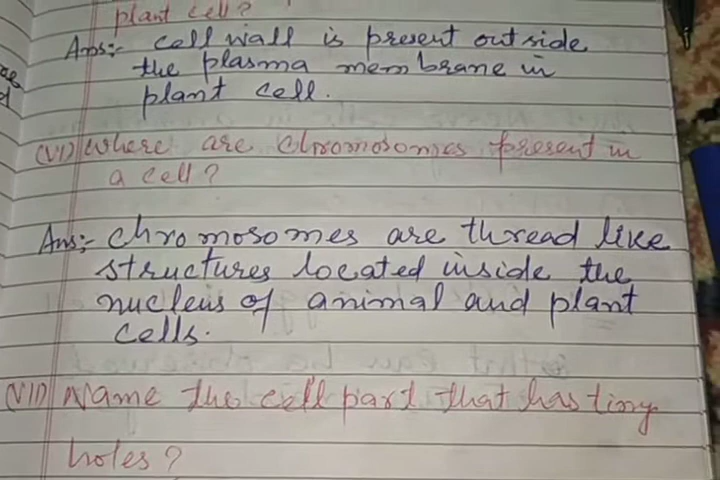 plant cell?
Ans:- cell wall is present out side
the plasma membrane in
plant cell.
(VI) Where are chromosomes present in
a cell?
Ans:- Chromosomes are thread like
structures located inside the
nucleus of animal and plant
cells.
(VII) Name the cell part that has tiny
holes?